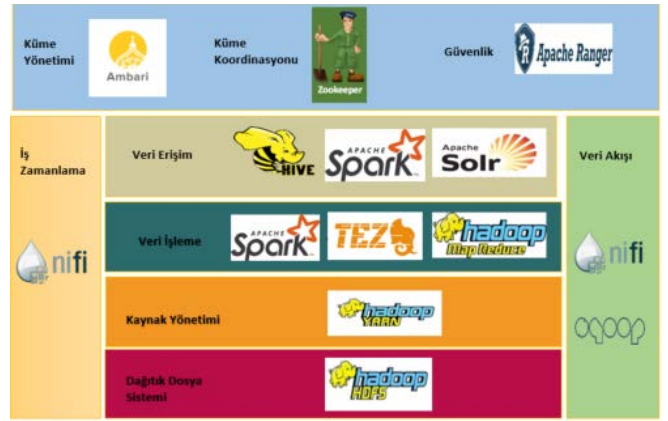 Küme
Yönetimi
Ambari
Küme
Koordinasyonu
Zookeeper
Güvenlik
Apache Ranger
İş
Zamanlama
nifi
Veri Erişim
HIVE
APACHE
Spark
Apache
Solr
Veri İşleme
APACHE
Spark
TEZ
hadoop
Map Reduce
Kaynak Yönetimi
hadoop
YARN
Dağıtık Dosya
Sistemi
hadoop
HDFS
Veri Akışı
nifi
sqoop